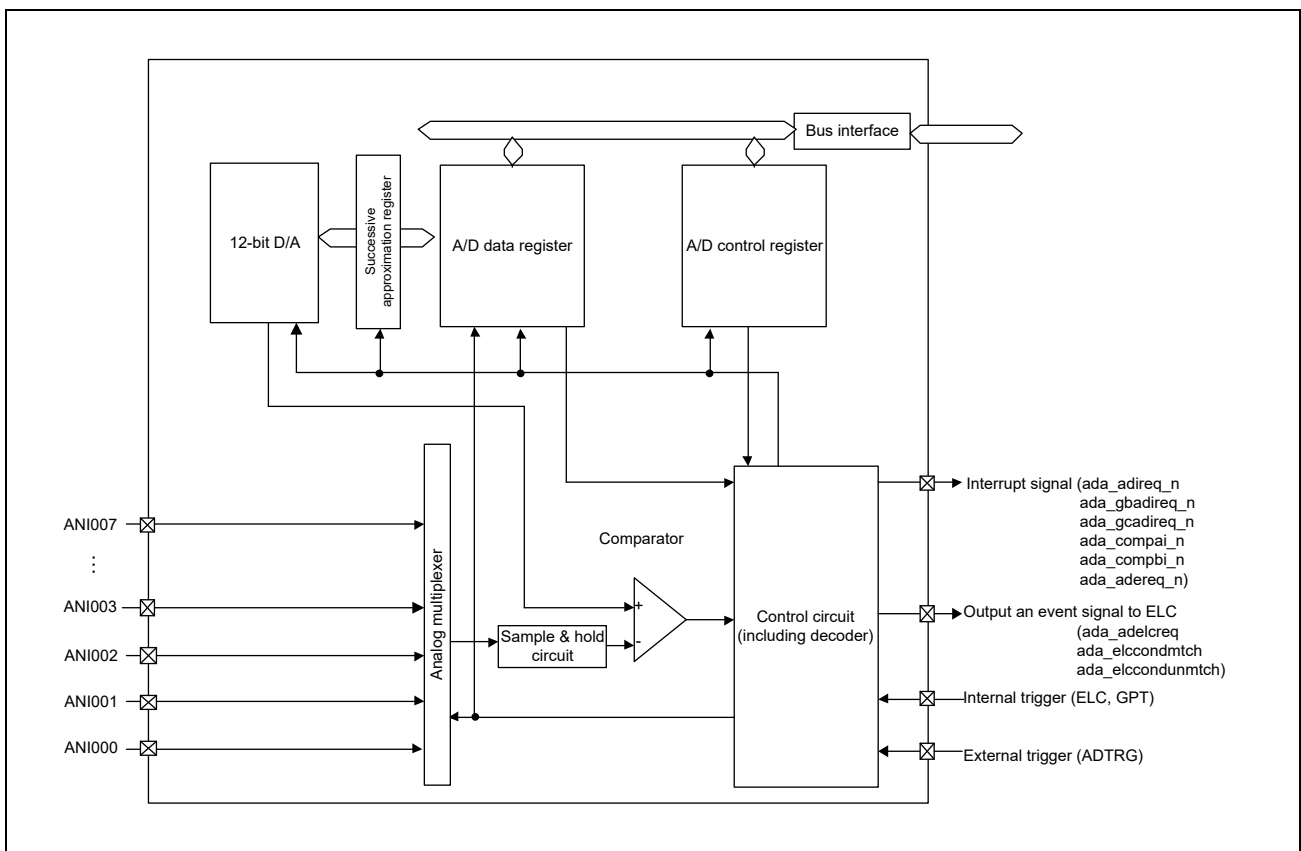 Bus interface
12-bit D/A
Successive
approximation register
A/D data register
A/D control register
ANI007
⋮
ANI003
ANI002
ANI001
ANI000
Analog multiplexer
Sample & hold
circuit
Comparator
+
-
Control circuit
(including decoder)
Interrupt signal (ada_adireq_n
ada_gbadireq_n
ada_gcadireq_n
ada_compai_n
ada_compbi_n
ada_adereq_n)
Output an event signal to ELC
(ada_adelcreq
ada_elccondmtch
ada_elccondunmtch)
Internal trigger (ELC, GPT)
External trigger (ADTRG)